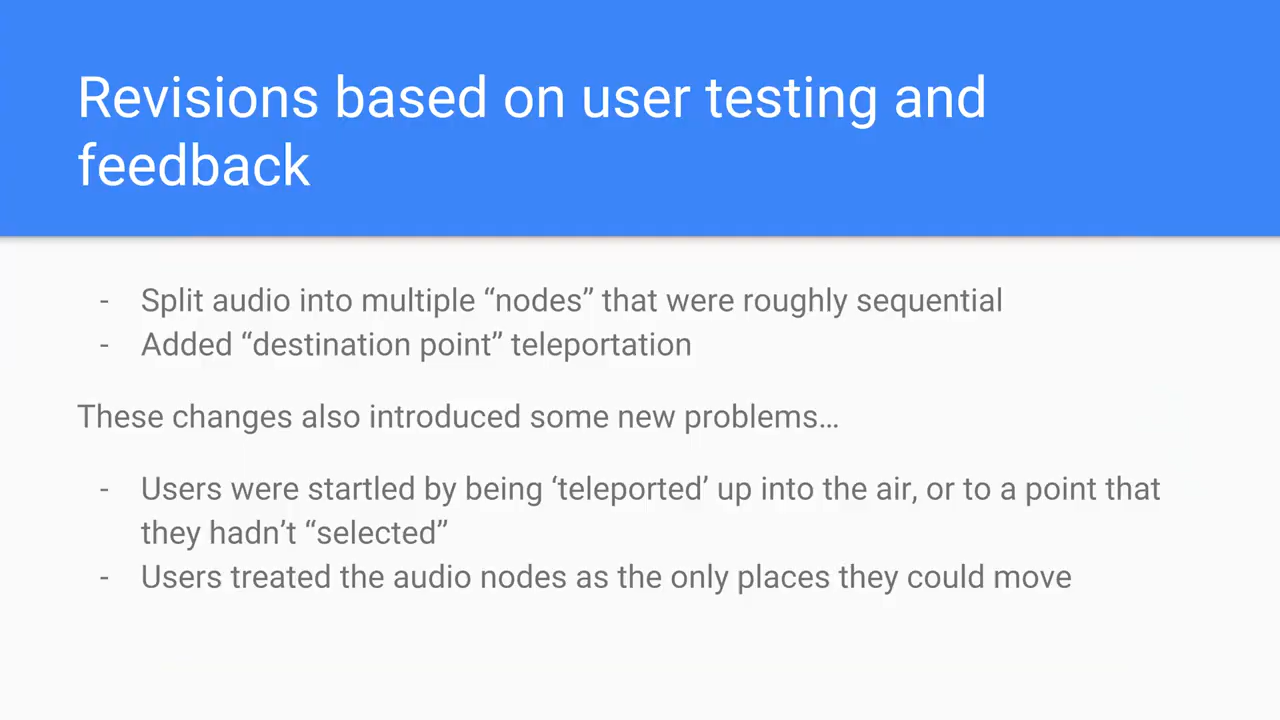 Revisions based on user testing and
feedback
- Split audio into multiple “nodes” that were roughly sequential
- Added “destination point” teleportation
These changes also introduced some new problems…
- Users were startled by being ‘teleported’ up into the air, or to a point that
they hadn’t “selected”
- Users treated the audio nodes as the only places they could move